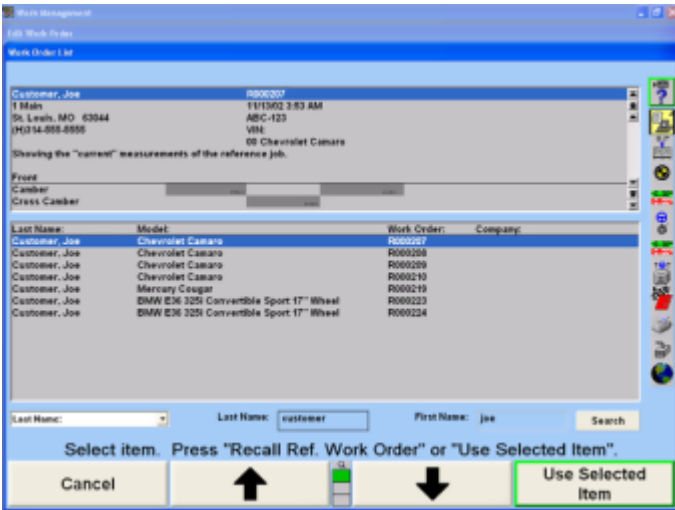 Work Management
Edit Work Order
Work Order List
Customer, Joe R000207
1 Main 11/13/02 3:53 AM
St. Louis, MO 63044 ABC-123
(H)314-555-5555 VIN:
00 Chevrolet Camaro
Showing the "current" measurements of the reference job.
Front
Camber
Cross Camber
Last Name: Model: Work Order: Company:
Customer, Joe Chevrolet Camaro R000207
Customer, Joe Chevrolet Camaro R000208
Customer, Joe Chevrolet Camaro R000209
Customer, Joe Chevrolet Camaro R000210
Customer, Joe Mercury Cougar R000219
Customer, Joe BMW E36 325i Convertible Sport 17" Wheel R000223
Customer, Joe BMW E36 325i Convertible Sport 17" Wheel R000224
Last Name: Last Name: customer First Name: joe Search
Select item. Press "Recall Ref. Work Order" or "Use Selected Item".
Cancel Use Selected
Item